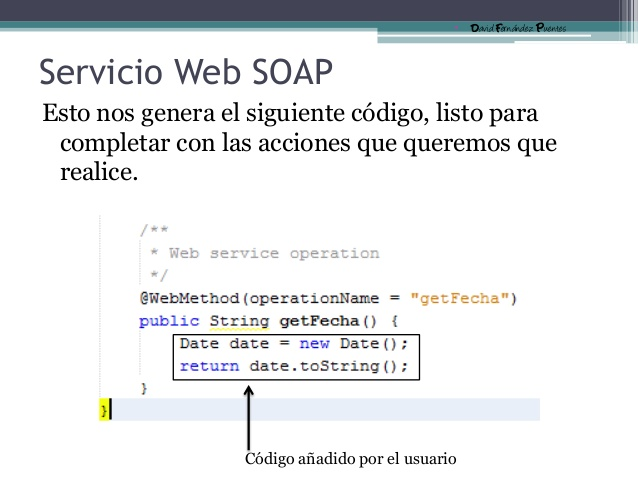 David Fernández Puentes
Servicio Web SOAP
Esto nos genera el siguiente código, listo para
completar con las acciones que queremos que
realice.
/**
* Web service operation
*/
@WebMethod(operationName = "getFecha")
public String getFecha() {
Date date = new Date();
return date.toString();
}
}
Código añadido por el usuario